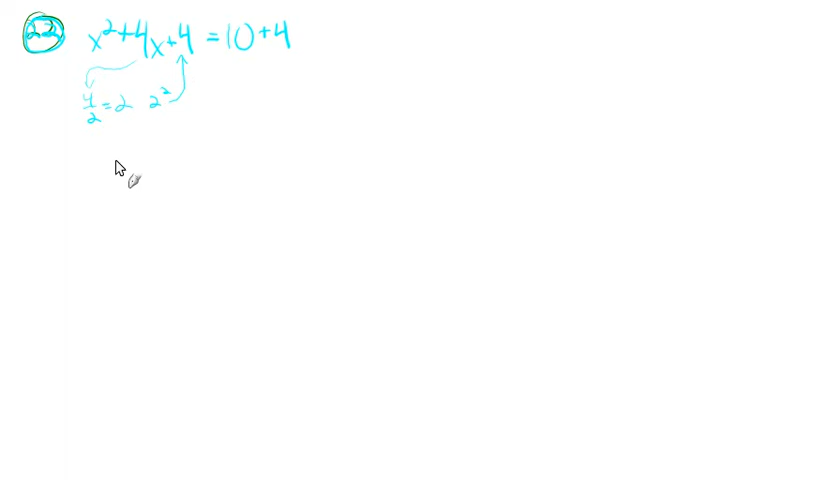 22 x² + 4x + 4 = 10 + 4
4/2 = 2 2²